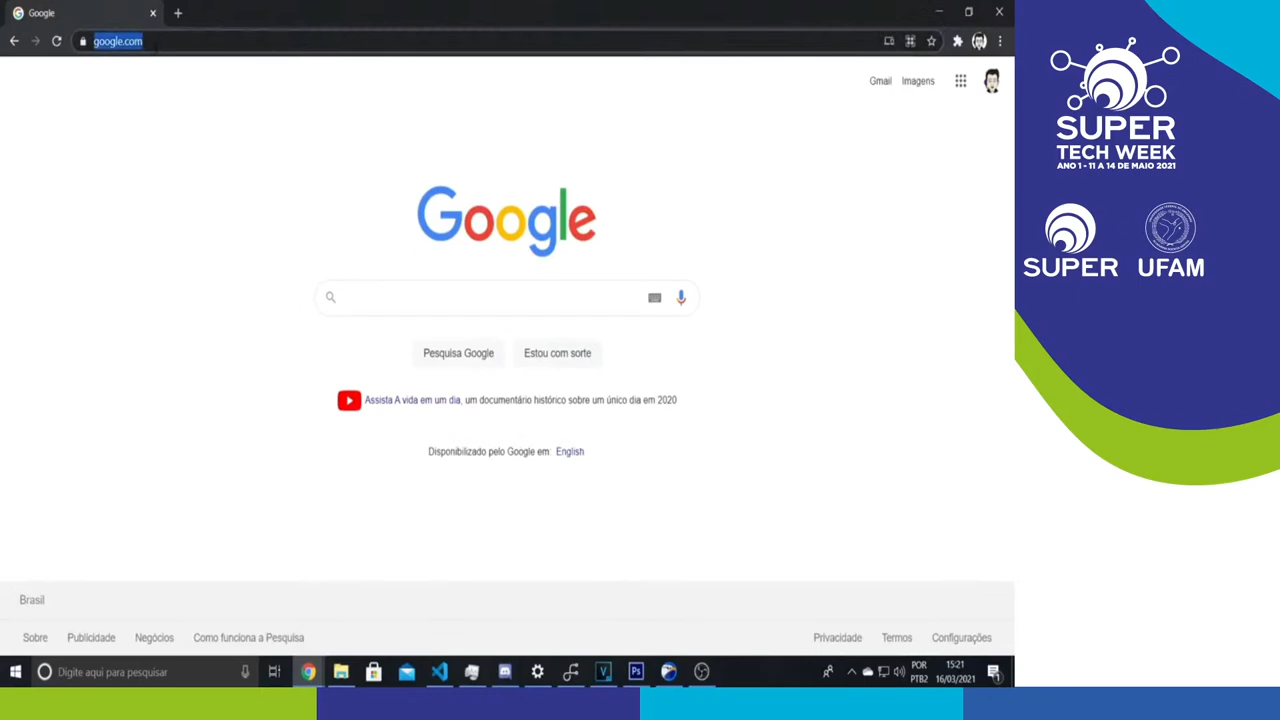 Google
google.com
Gmail Imagens
Google
Pesquisa Google Estou com sorte
Assista A vida em um dia, um documentário histórico sobre um único dia em 2020
Disponibilizado pelo Google em: English
Brasil
Sobre Publicidade Negócios Como funciona a Pesquisa Privacidade Termos Configurações
Digite aqui para pesquisar
POR 15:21
PTB2 16/03/2021
SUPER
TECH WEEK
ANO 1 - 11 A 14 DE MAIO 2021
SUPER UFAM